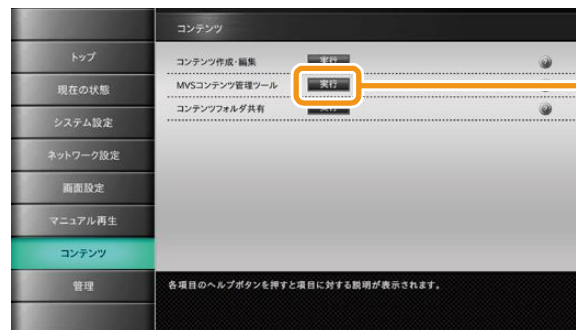 コンテンツ
トップ
現在の状態
システム設定
ネットワーク設定
画面設定
マニュアル再生
コンテンツ
管理
コンテンツ作成・編集 実行
MVSコンテンツ管理ツール 実行
コンテンツフォルダ共有 実行
各項目のヘルプボタンを押すと項目に対する説明が表示されます。